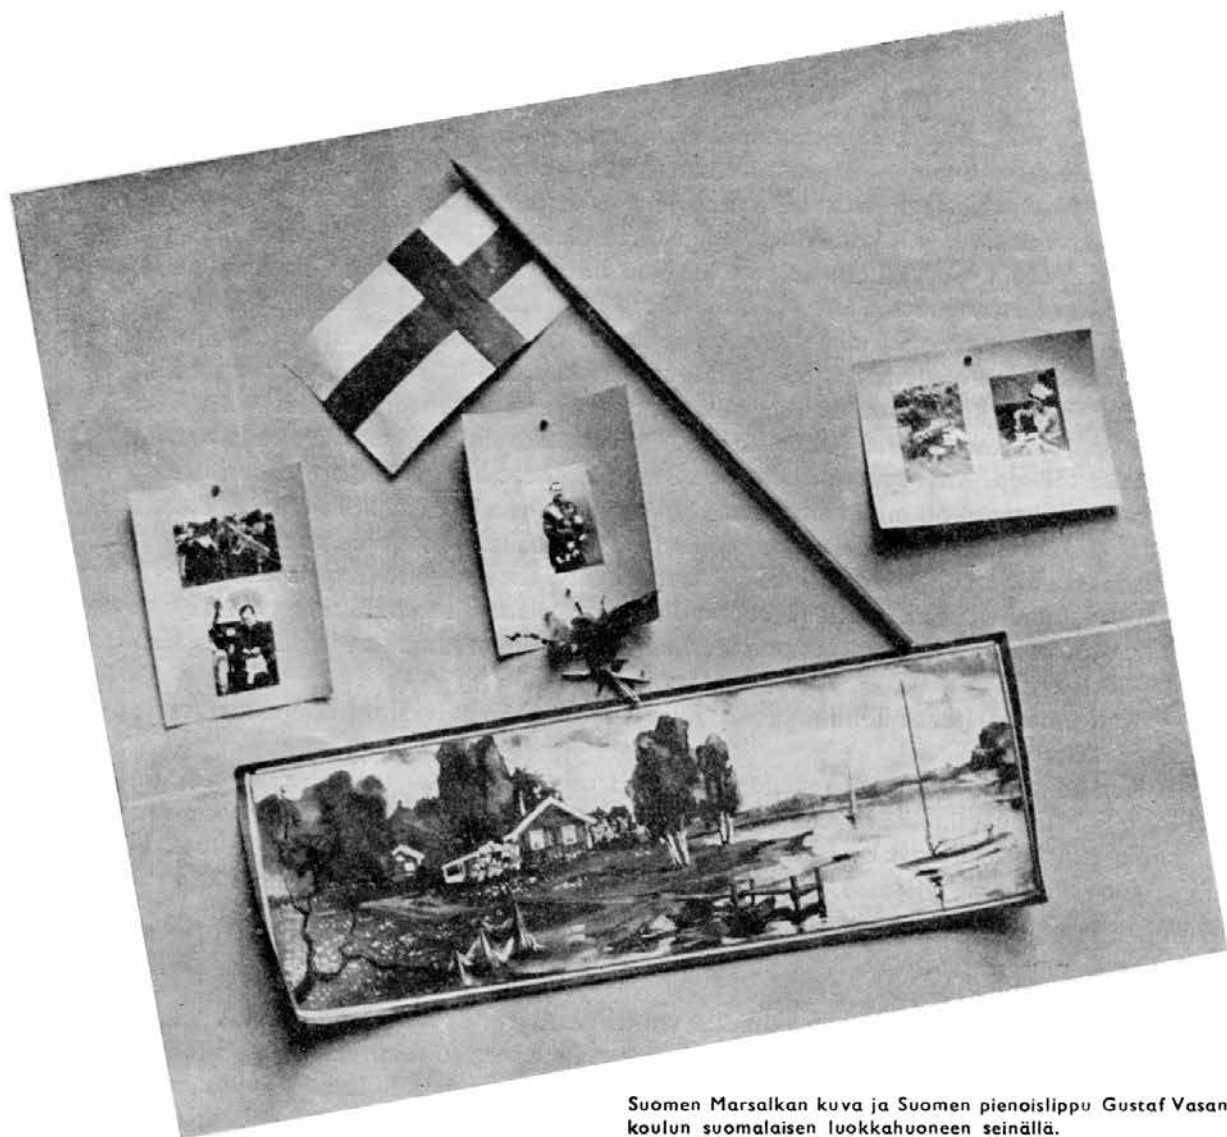 Suomen Marsalkan kuva ja Suomen pienoislippu Gustaf Vasan
koulun suomalaisen luokkahuoneen seinällä.